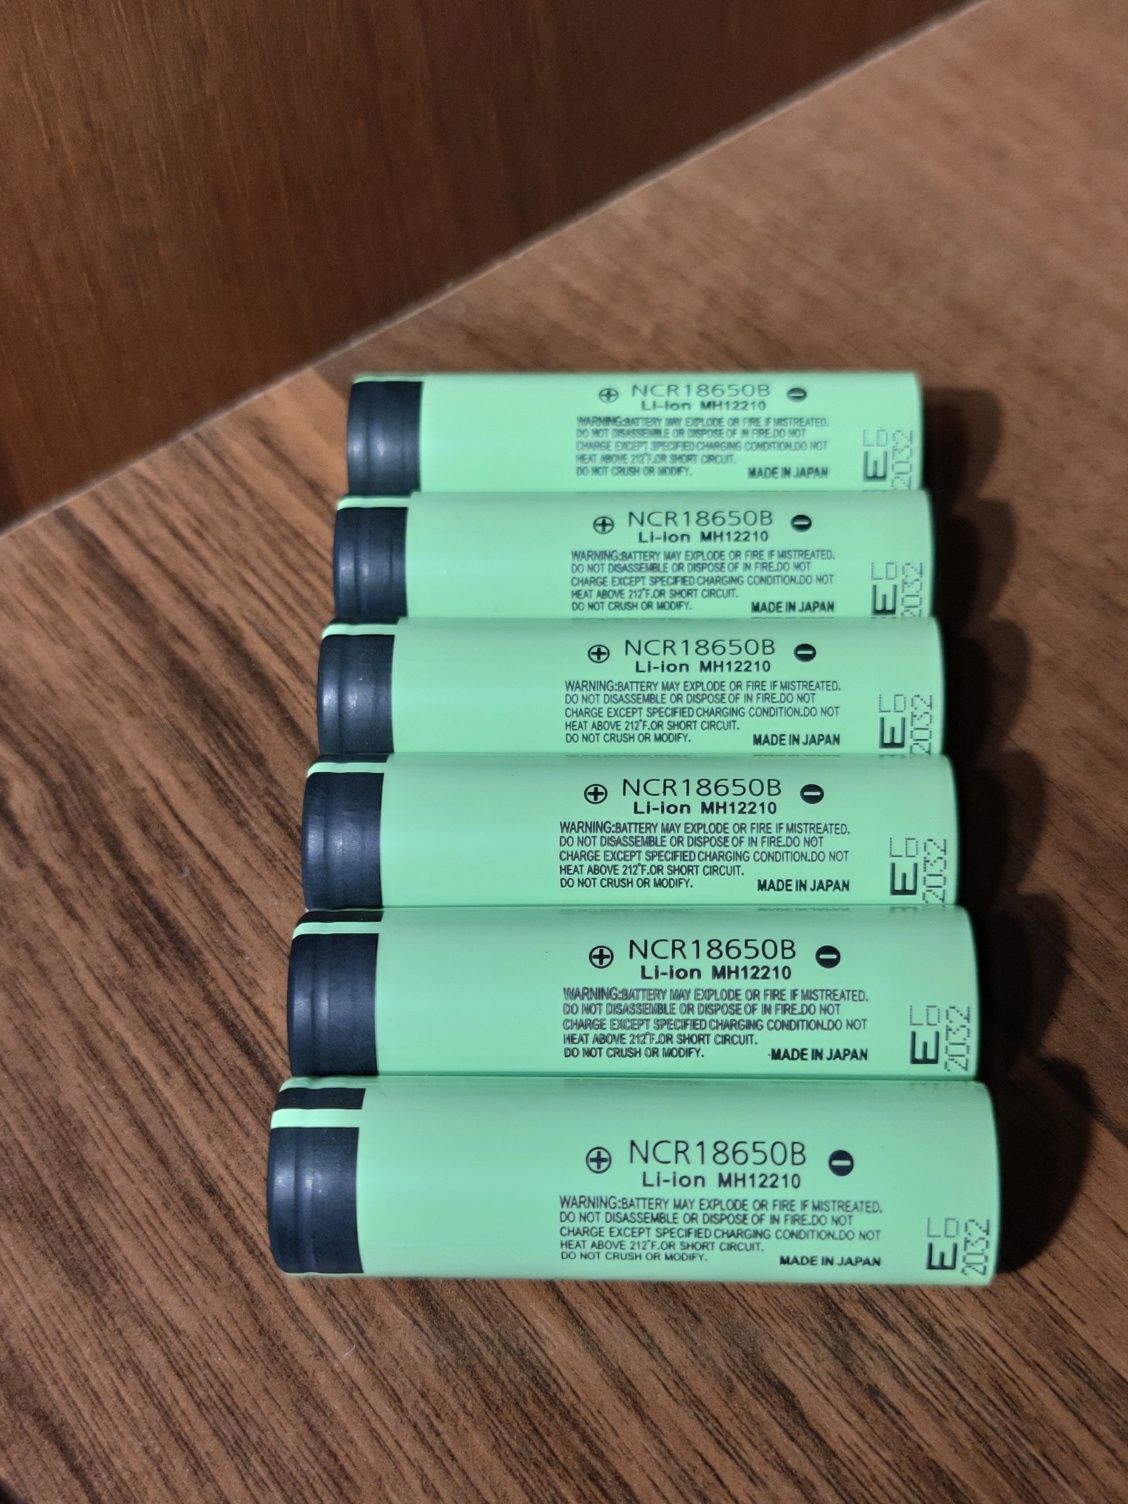 NCR18650B
Li-ion MH12210
WARNING:BATTERY MAY EXPLODE OR FIRE IF MISTREATED.
DO NOT DISASSEMBLE OR DISPOSE OF IN FIRE.DO NOT
CHARGE EXCEPT SPECIFIED CHARGING CONDITION.DO NOT
HEAT ABOVE 212°F.OR SHORT CIRCUIT.
DO NOT CRUSH OR MODIFY. MADE IN JAPAN
E LD
2032
NCR18650B
Li-ion MH12210
WARNING:BATTERY MAY EXPLODE OR FIRE IF MISTREATED.
DO NOT DISASSEMBLE OR DISPOSE OF IN FIRE.DO NOT
CHARGE EXCEPT SPECIFIED CHARGING CONDITION.DO NOT
HEAT ABOVE 212°F.OR SHORT CIRCUIT.
DO NOT CRUSH OR MODIFY. MADE IN JAPAN
E LD
2032
NCR18650B
Li-ion MH12210
WARNING:BATTERY MAY EXPLODE OR FIRE IF MISTREATED.
DO NOT DISASSEMBLE OR DISPOSE OF IN FIRE.DO NOT
CHARGE EXCEPT SPECIFIED CHARGING CONDITION.DO NOT
HEAT ABOVE 212°F.OR SHORT CIRCUIT.
DO NOT CRUSH OR MODIFY. MADE IN JAPAN
E LD
2032
NCR18650B
Li-ion MH12210
WARNING:BATTERY MAY EXPLODE OR FIRE IF MISTREATED.
DO NOT DISASSEMBLE OR DISPOSE OF IN FIRE.DO NOT
CHARGE EXCEPT SPECIFIED CHARGING CONDITION.DO NOT
HEAT ABOVE 212°F.OR SHORT CIRCUIT.
DO NOT CRUSH OR MODIFY. MADE IN JAPAN
E LD
2032
NCR18650B
Li-ion MH12210
WARNING:BATTERY MAY EXPLODE OR FIRE IF MISTREATED.
DO NOT DISASSEMBLE OR DISPOSE OF IN FIRE.DO NOT
CHARGE EXCEPT SPECIFIED CHARGING CONDITION.DO NOT
HEAT ABOVE 212°F.OR SHORT CIRCUIT.
DO NOT CRUSH OR MODIFY. MADE IN JAPAN
E LD
2032
NCR18650B
Li-ion MH12210
WARNING:BATTERY MAY EXPLODE OR FIRE IF MISTREATED.
DO NOT DISASSEMBLE OR DISPOSE OF IN FIRE.DO NOT
CHARGE EXCEPT SPECIFIED CHARGING CONDITION.DO NOT
HEAT ABOVE 212°F.OR SHORT CIRCUIT.
DO NOT CRUSH OR MODIFY. MADE IN JAPAN
E LD
2032